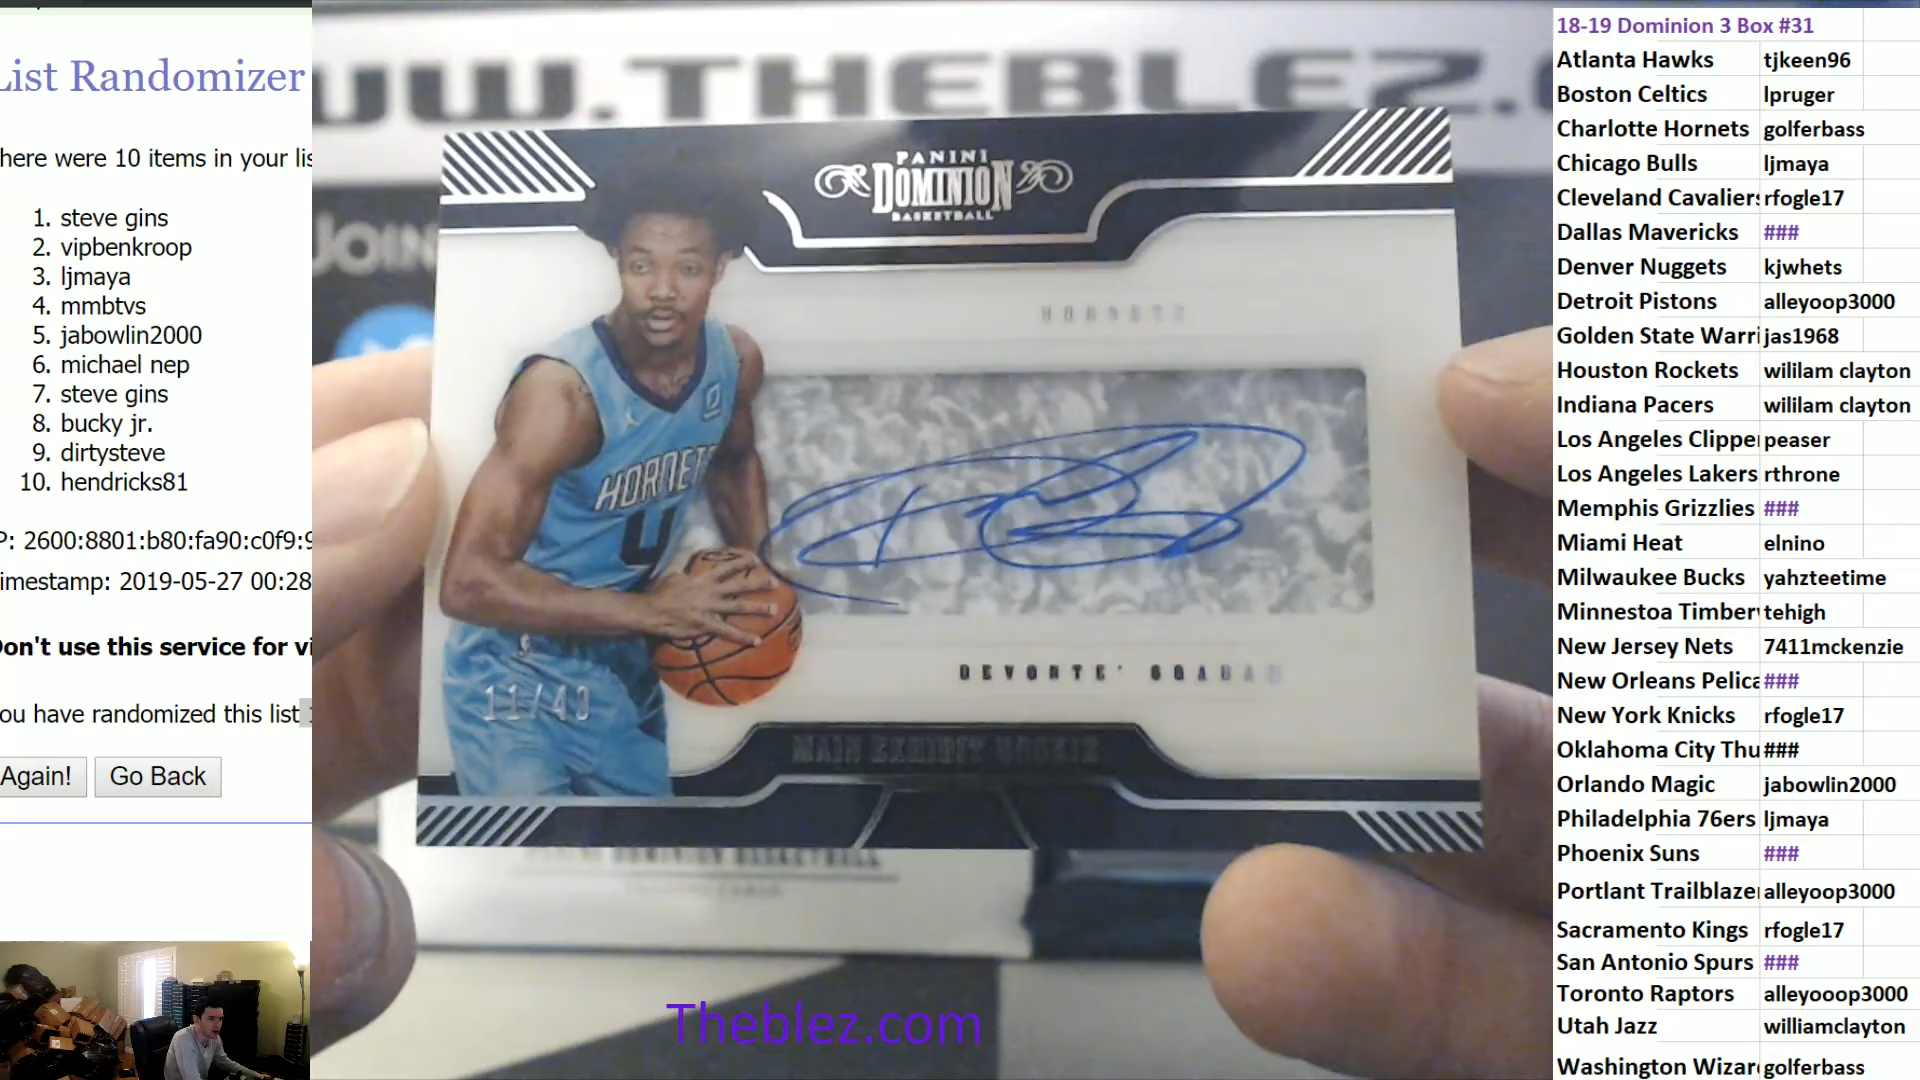 List Randomizer
here were 10 items in your lis
1. steve gins
2. vipbenkroop
3. ljmaya
4. mmbtvs
5. jabowlin2000
6. michael nep
7. steve gins
8. bucky jr.
9. dirtysteve
10. hendricks81
P: 2600:8801:b80:fa90:c0f9:9
imestamp: 2019-05-27 00:28
on't use this service for vi
ou have randomized this list
Again! Go Back
UW.THEBLEZ.
JOIN
PANINI
DOMINION
BASKETBALL
HORNETS
HORNETS
4
DEVONTE' GRAHAM
11/49
MAIN EXHIBIT ROOKIE
PANINI DOMINION BASKETBALL
Theblez.com
18-19 Dominion 3 Box #31
Atlanta Hawks tjkeen96
Boston Celtics lpruger
Charlotte Hornets golferbass
Chicago Bulls ljmaya
Cleveland Cavaliers rfogle17
Dallas Mavericks ###
Denver Nuggets kjwhets
Detroit Pistons alleyoop3000
Golden State Warri jas1968
Houston Rockets wililam clayton
Indiana Pacers wililam clayton
Los Angeles Clippe peaser
Los Angeles Lakers rthrone
Memphis Grizzlies ###
Miami Heat elnino
Milwaukee Bucks yahzteetime
Minnestoa Timber tehigh
New Jersey Nets 7411mckenzie
New Orleans Pelica ###
New York Knicks rfogle17
Oklahoma City Thu ###
Orlando Magic jabowlin2000
Philadelphia 76ers ljmaya
Phoenix Suns ###
Portlant Trailblaze alleyoop3000
Sacramento Kings rfogle17
San Antonio Spurs ###
Toronto Raptors alleyooop3000
Utah Jazz williamclayton
Washington Wizar golferbass